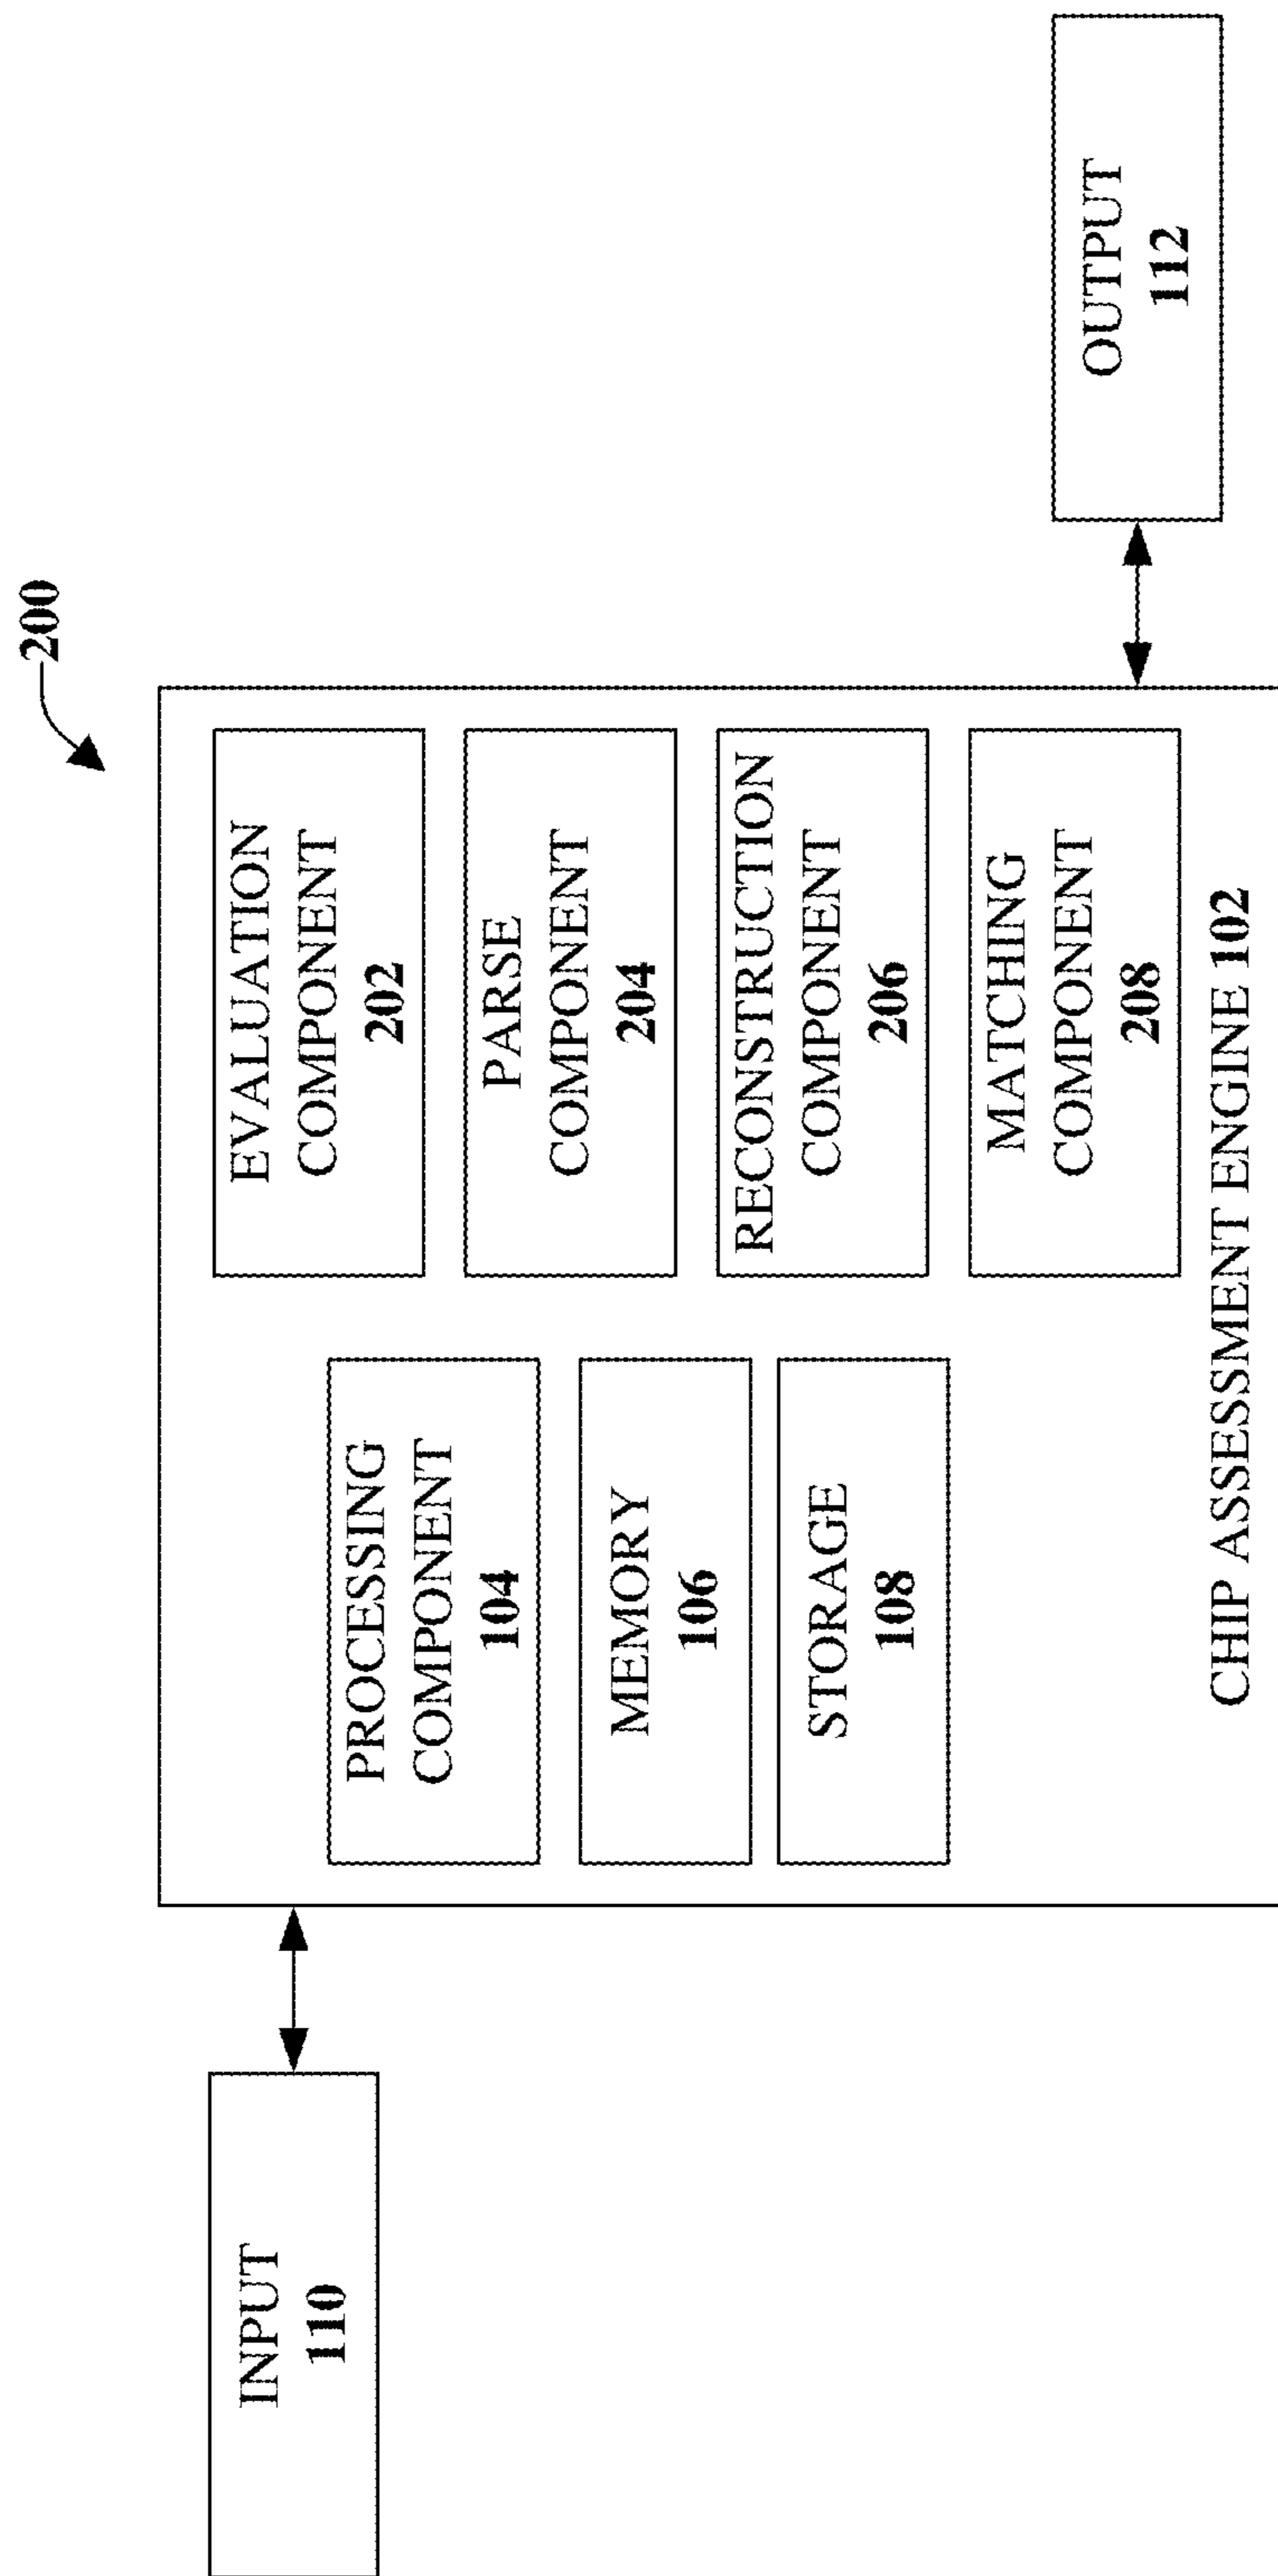 200
INPUT
110
PROCESSING
COMPONENT
104
MEMORY
106
STORAGE
108
EVALUATION
COMPONENT
202
PARSE
COMPONENT
204
RECONSTRUCTION
COMPONENT
206
MATCHING
COMPONENT
208
CHIP ASSESSMENT ENGINE 102
OUTPUT
112